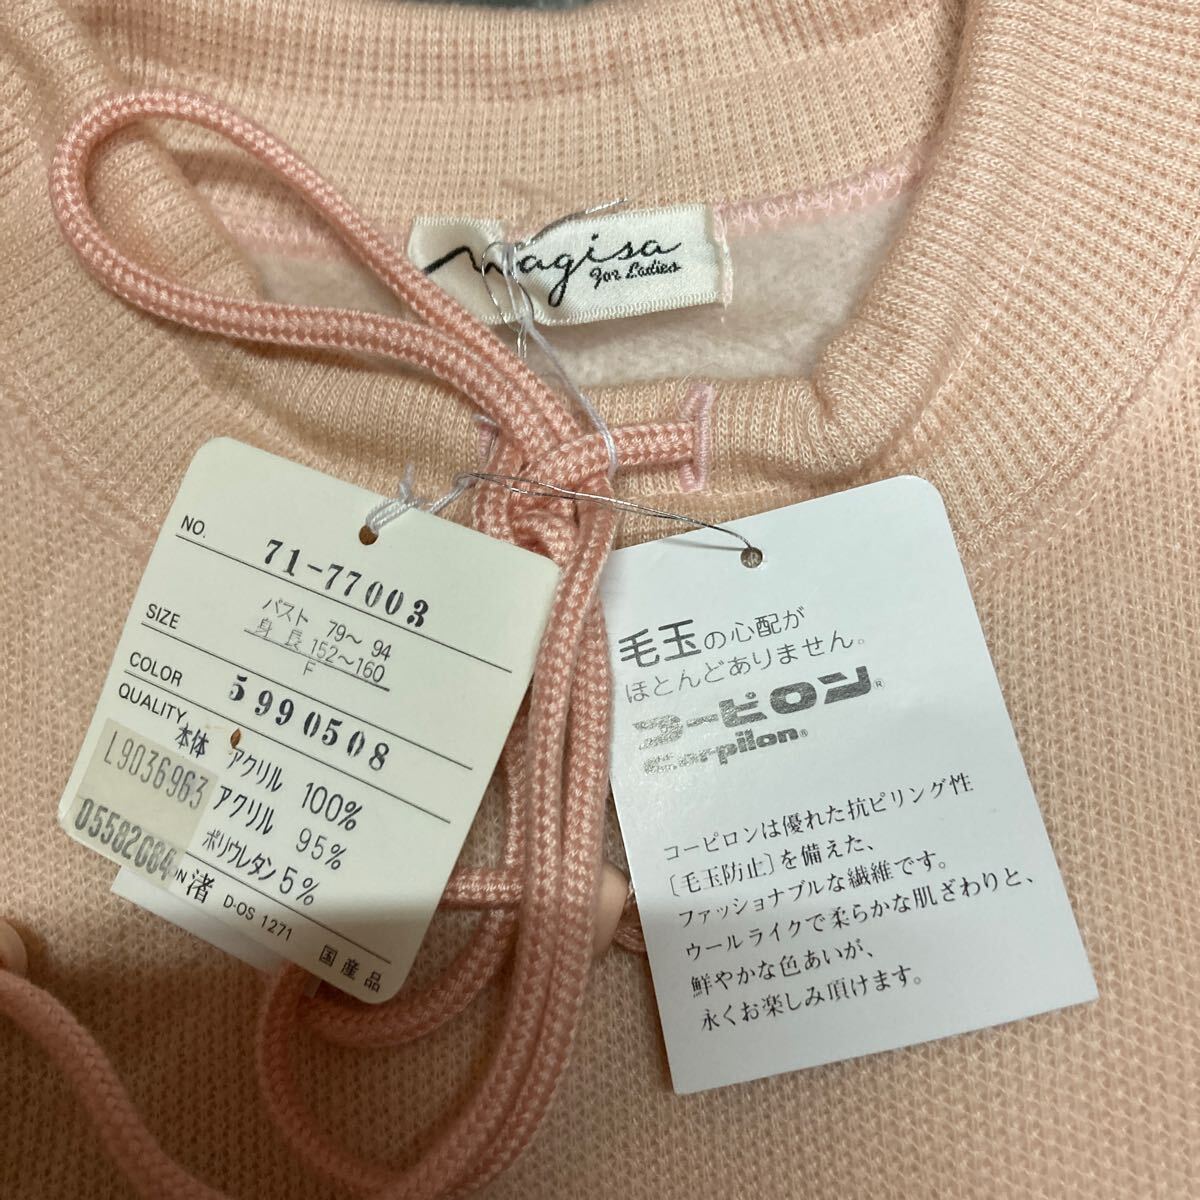 Nagisa
for Ladies
NO. 71-77003
SIZE バスト 79～94
身長 152～160
F
COLOR 5990508
QUALITY
本体 アクリル 100%
アクリル 95%
ポリウレタン 5%
L9036963
05582084
渚 D-OS 1271 国産品
毛玉の心配が
ほとんどありません。
コーピロン®
Corpilon®
コーピロンは優れた抗ピリング性
［毛玉防止］を備えた、
ファッショナブルな繊維です。
ウールライクで柔らかな肌ざわりと、
鮮やかな色あいが、
永くお楽しみ頂けます。